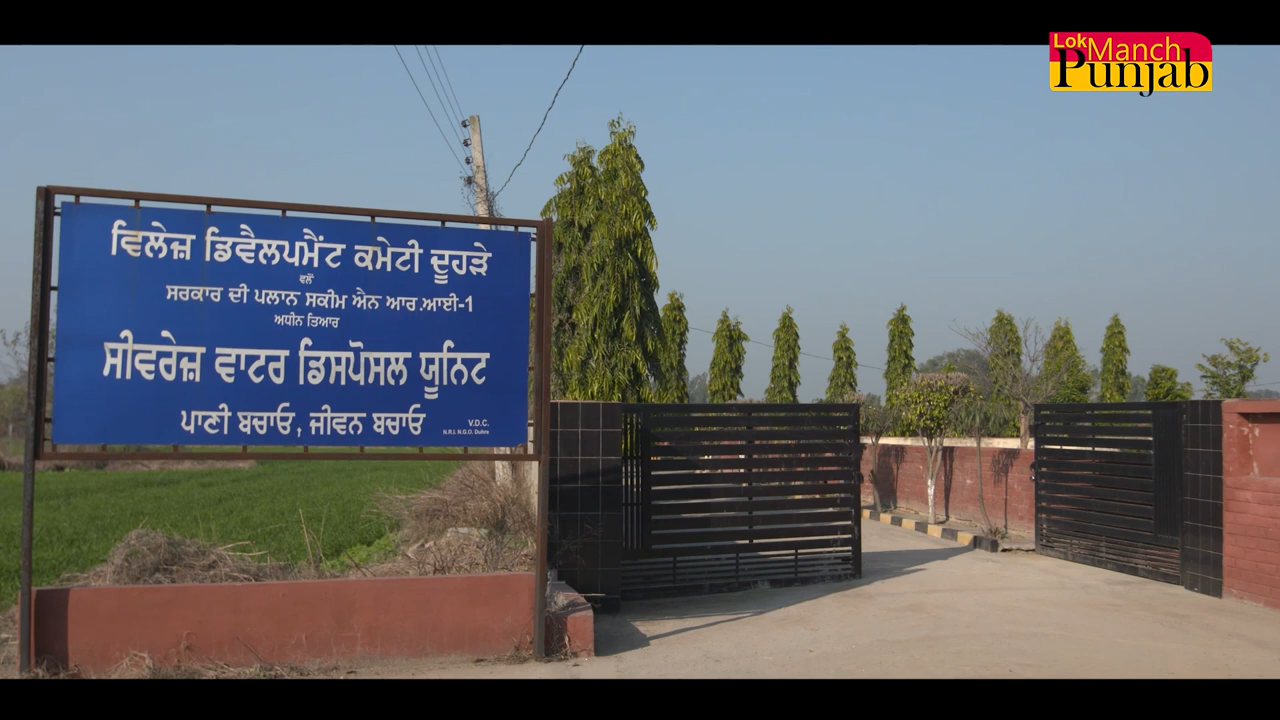 Lok Manch
Punjab
ਵਿਲੇਜ਼ ਡਿਵੈਲਪਮੈਂਟ ਕਮੇਟੀ ਦੂਹੜੇ
ਵਲੋਂ
ਸਰਕਾਰ ਦੀ ਪਲਾਨ ਸਕੀਮ ਐਨ ਆਰ.ਆਈ-1
ਅਧੀਨ ਤਿਆਰ
ਸੀਵਰੇਜ਼ ਵਾਟਰ ਡਿਸਪੋਸਲ ਯੂਨਿਟ
ਪਾਣੀ ਬਚਾਓ, ਜੀਵਨ ਬਚਾਓ
V.D.C.
N.R.I. N.G.O. Duhre